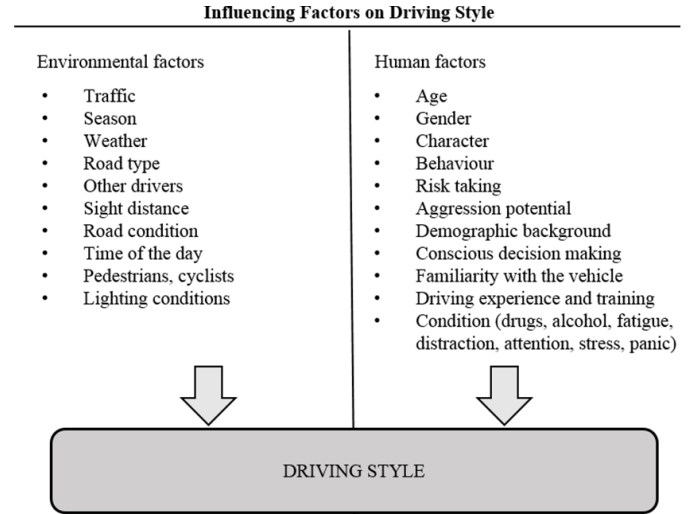 Influencing Factors on Driving Style
Environmental factors
• Traffic
• Season
• Weather
• Road type
• Other drivers
• Sight distance
• Road condition
• Time of the day
• Pedestrians, cyclists
• Lighting conditions
Human factors
• Age
• Gender
• Character
• Behaviour
• Risk taking
• Aggression potential
• Demographic background
• Conscious decision making
• Familiarity with the vehicle
• Driving experience and training
• Condition (drugs, alcohol, fatigue,
distraction, attention, stress, panic)
DRIVING STYLE